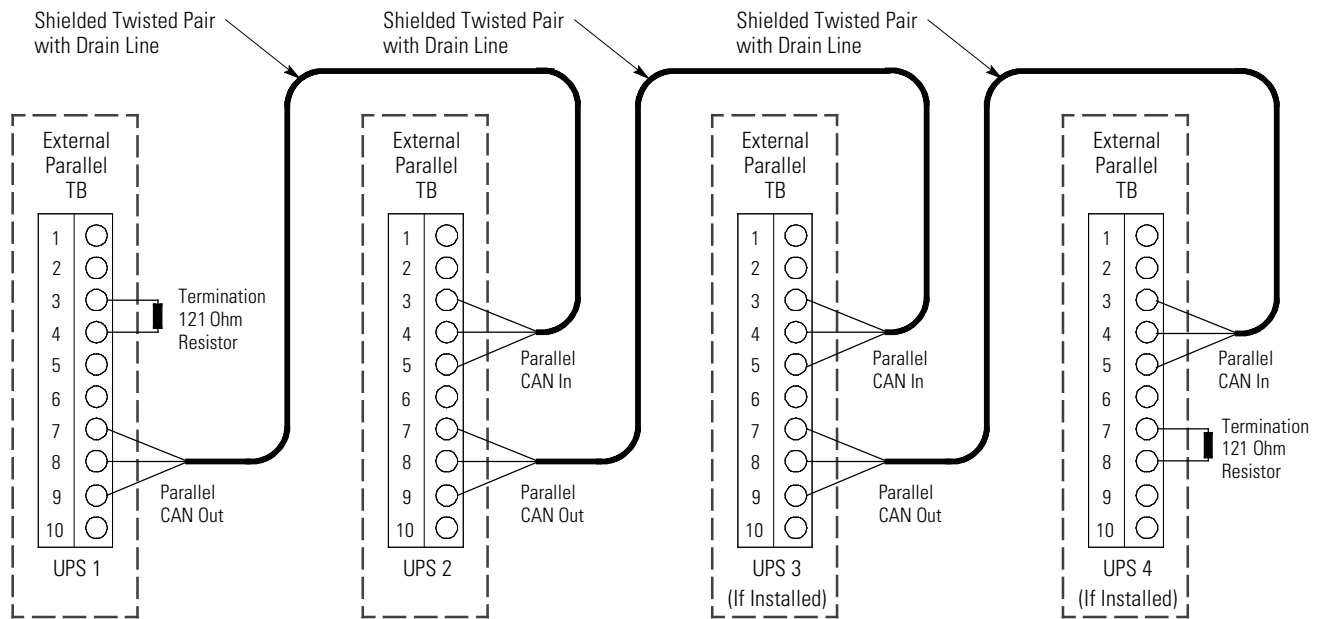 Shielded Twisted Pair
with Drain Line
Shielded Twisted Pair
with Drain Line
Shielded Twisted Pair
with Drain Line
External
Parallel
TB
1
2
3
4
5
6
7
8
9
10
Termination
121 Ohm
Resistor
Parallel
CAN Out
UPS 1
External
Parallel
TB
1
2
3
4
5
6
7
8
9
10
Parallel
CAN In
Parallel
CAN Out
UPS 2
External
Parallel
TB
1
2
3
4
5
6
7
8
9
10
Parallel
CAN In
Parallel
CAN Out
UPS 3
(If Installed)
External
Parallel
TB
1
2
3
4
5
6
7
8
9
10
Parallel
CAN In
Termination
121 Ohm
Resistor
UPS 4
(If Installed)